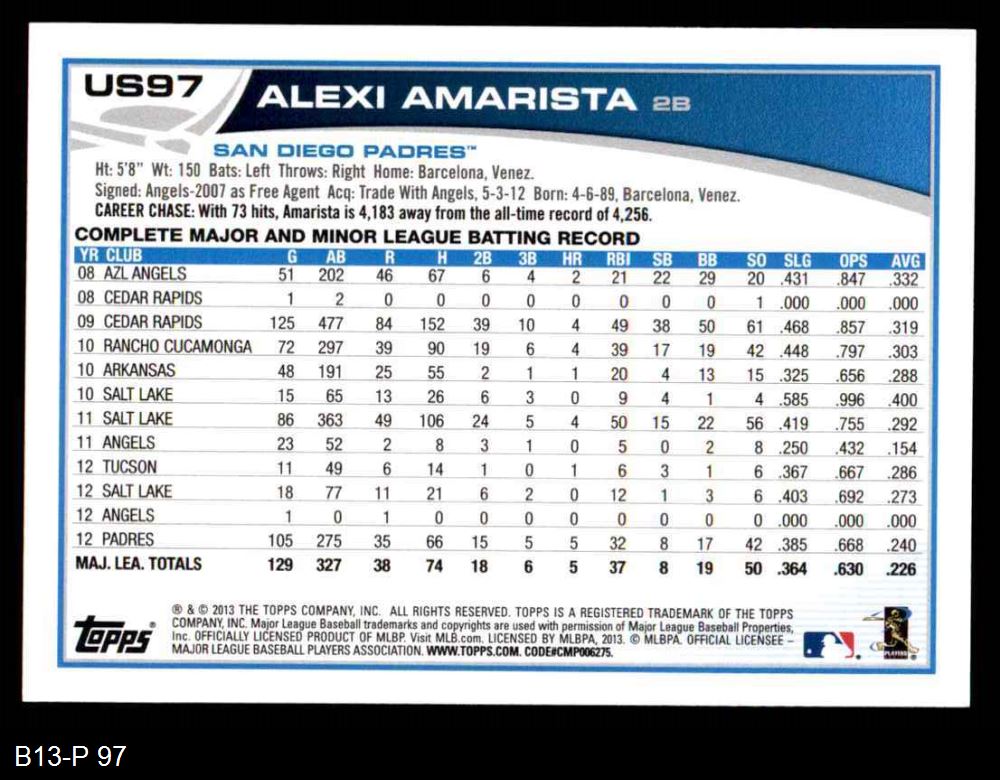 US97
ALEXI AMARISTA 2B
SAN DIEGO PADRES™
Ht: 5'8" Wt: 150 Bats: Left Throws: Right Home: Barcelona, Venez.
Signed: Angels-2007 as Free Agent Acq: Trade With Angels, 5-3-12 Born: 4-6-89, Barcelona, Venez.
CAREER CHASE: With 73 hits, Amarista is 4,183 away from the all-time record of 4,256.
COMPLETE MAJOR AND MINOR LEAGUE BATTING RECORD
YR CLUB G AB R H 2B 3B HR RBI SB BB SO SLG OPS AVG
08 AZL ANGELS 51 202 46 67 6 4 2 21 22 29 20 .431 .847 .332
08 CEDAR RAPIDS 1 2 0 0 0 0 0 0 0 0 1 .000 .000 .000
09 CEDAR RAPIDS 125 477 84 152 39 10 4 49 38 50 61 .468 .857 .319
10 RANCHO CUCAMONGA 72 297 39 90 19 6 4 39 17 19 42 .448 .797 .303
10 ARKANSAS 48 191 25 55 2 1 1 20 4 13 15 .325 .656 .288
10 SALT LAKE 15 65 13 26 6 3 0 9 4 1 4 .585 .996 .400
11 SALT LAKE 86 363 49 106 24 5 4 50 15 22 56 .419 .755 .292
11 ANGELS 23 52 2 8 3 1 0 5 0 2 8 .250 .432 .154
12 TUCSON 11 49 6 14 1 0 1 6 3 1 6 .367 .667 .286
12 SALT LAKE 18 77 11 21 6 2 0 12 1 3 6 .403 .692 .273
12 ANGELS 1 0 1 0 0 0 0 0 0 0 0 .000 .000 .000
12 PADRES 105 275 35 66 15 5 5 32 8 17 42 .385 .668 .240
MAJ. LEA. TOTALS 129 327 38 74 18 6 5 37 8 19 50 .364 .630 .226
Topps®
® & © 2013 THE TOPPS COMPANY, INC. ALL RIGHTS RESERVED. TOPPS IS A REGISTERED TRADEMARK OF THE TOPPS
COMPANY, INC. Major League Baseball trademarks and copyrights are used with permission of Major League Baseball Properties,
Inc. OFFICIALLY LICENSED PRODUCT OF MLBP. Visit MLB.com. LICENSED BY MLBPA, 2013. © MLBPA. OFFICIAL LICENSEE –
MAJOR LEAGUE BASEBALL PLAYERS ASSOCIATION. WWW.TOPPS.COM. CODE#CMP006275.
B13-P 97